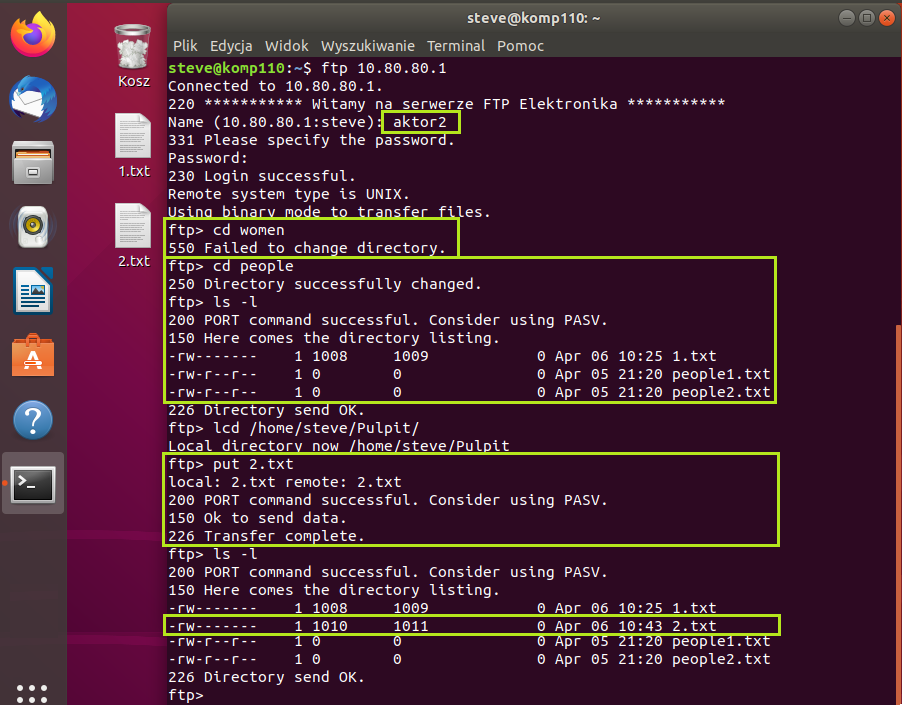 steve@komp110: ~
Plik Edycja Widok Wyszukiwanie Terminal Pomoc
Kosz
1.txt
2.txt
steve@komp110:~$ ftp 10.80.80.1
Connected to 10.80.80.1.
220 *********** Witamy na serwerze FTP Elektronika ***********
Name (10.80.80.1:steve): aktor2
331 Please specify the password.
Password:
230 Login successful.
Remote system type is UNIX.
Using binary mode to transfer files.
ftp> cd women
550 Failed to change directory.
ftp> cd people
250 Directory successfully changed.
ftp> ls -l
200 PORT command successful. Consider using PASV.
150 Here comes the directory listing.
-rw------- 1 1008 1009 0 Apr 06 10:25 1.txt
-rw-r--r-- 1 0 0 0 Apr 05 21:20 people1.txt
-rw-r--r-- 1 0 0 0 Apr 05 21:20 people2.txt
226 Directory send OK.
ftp> lcd /home/steve/Pulpit/
Local directory now /home/steve/Pulpit
ftp> put 2.txt
local: 2.txt remote: 2.txt
200 PORT command successful. Consider using PASV.
150 Ok to send data.
226 Transfer complete.
ftp> ls -l
200 PORT command successful. Consider using PASV.
150 Here comes the directory listing.
-rw------- 1 1008 1009 0 Apr 06 10:25 1.txt
-rw------- 1 1010 1011 0 Apr 06 10:43 2.txt
-rw-r--r-- 1 0 0 0 Apr 05 21:20 people1.txt
-rw-r--r-- 1 0 0 0 Apr 05 21:20 people2.txt
226 Directory send OK.
ftp>